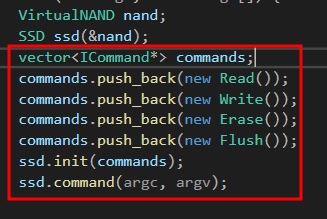 VirtualNAND nand;
SSD ssd(&nand);
vector<ICommand*> commands;
commands.push_back(new Read());
commands.push_back(new Write());
commands.push_back(new Erase());
commands.push_back(new Flush());
ssd.init(commands);
ssd.command(argc, argv);